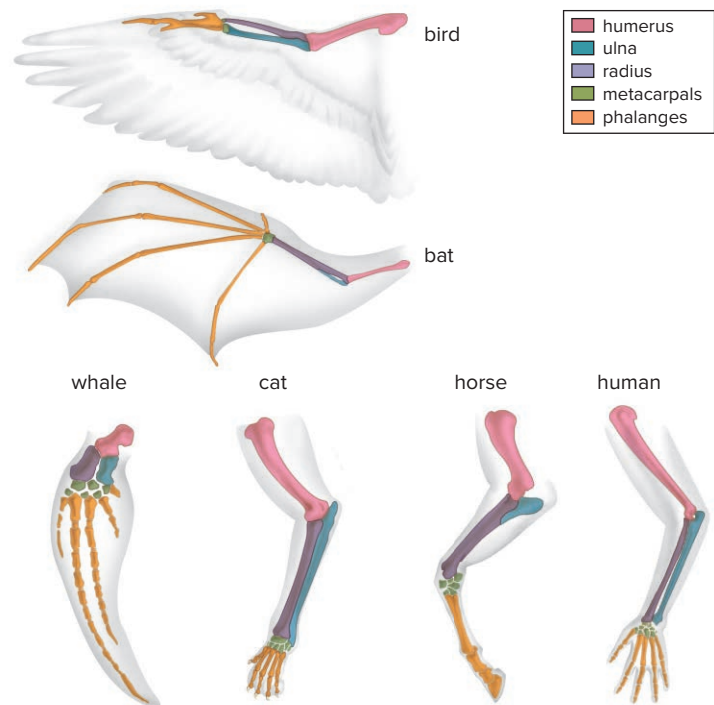 bird
humerus
ulna
radius
metacarpals
phalanges
bat
whale
cat
horse
human